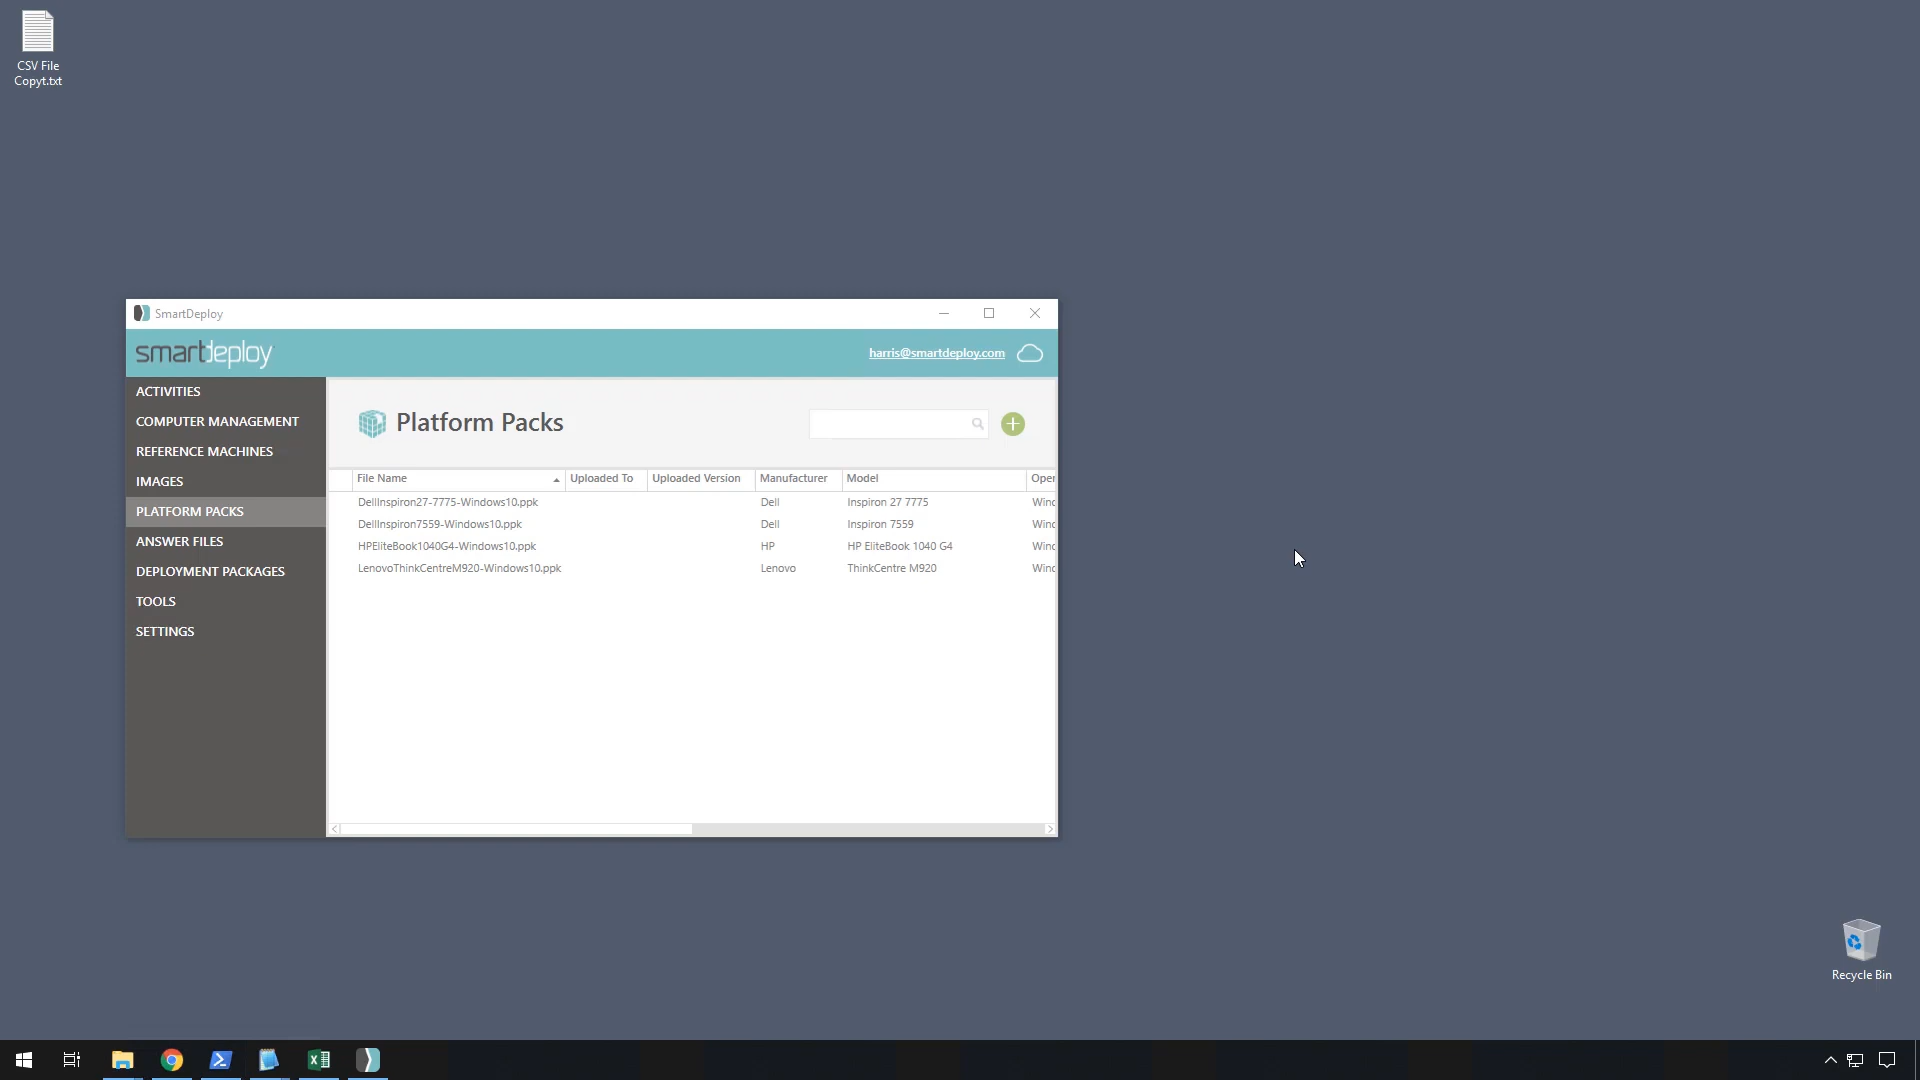 CSV File
Copyt.txt
SmartDeploy
smartdeploy
harris@smartdeploy.com
ACTIVITIES
COMPUTER MANAGEMENT
REFERENCE MACHINES
IMAGES
PLATFORM PACKS
ANSWER FILES
DEPLOYMENT PACKAGES
TOOLS
SETTINGS
Platform Packs
File Name Uploaded To Uploaded Version Manufacturer Model Oper
DellInspiron27-7775-Windows10.ppk Dell Inspiron 27 7775 Winc
DellInspiron7559-Windows10.ppk Dell Inspiron 7559 Winc
HPEliteBook1040G4-Windows10.ppk HP HP EliteBook 1040 G4 Winc
LenovoThinkCentreM920-Windows10.ppk Lenovo ThinkCentre M920 Winc
Recycle Bin